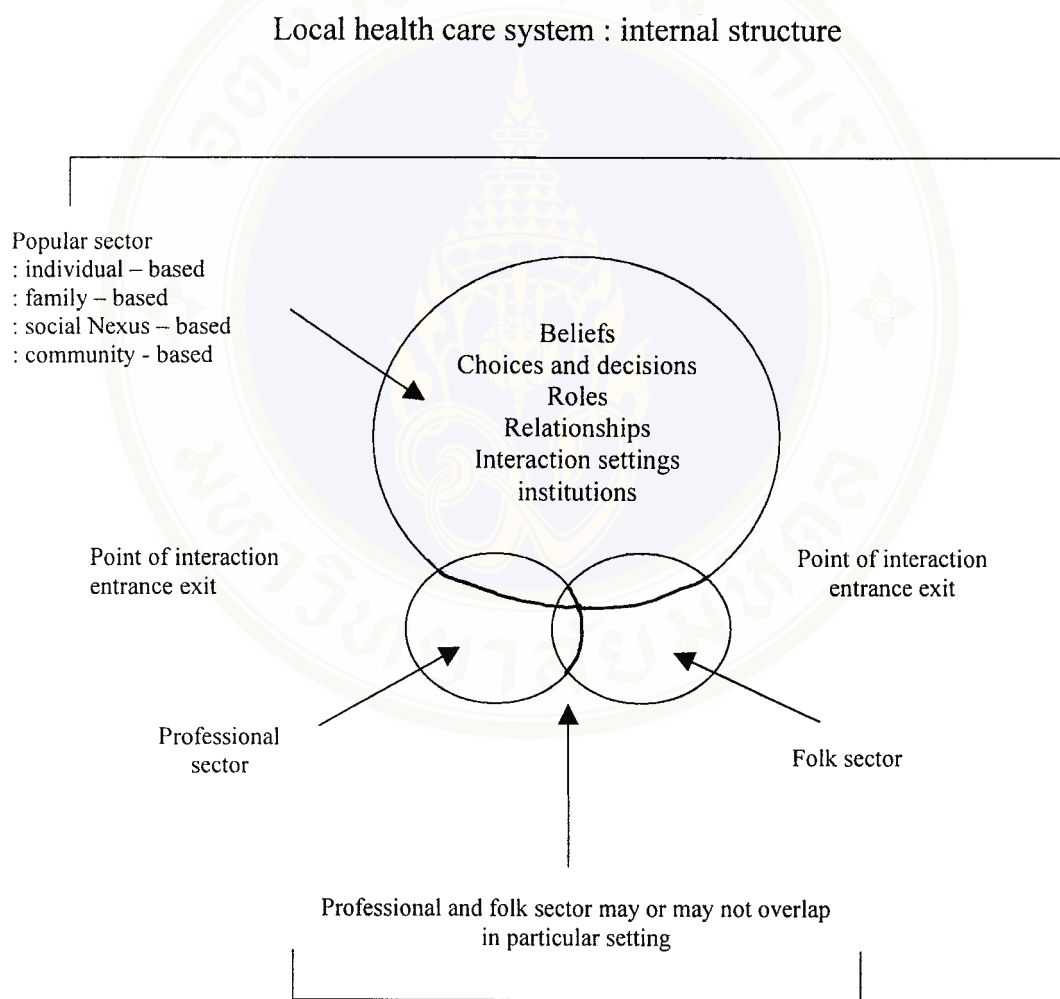 Local health care system : internal structure
Popular sector
: individual – based
: family – based
: social Nexus – based
: community - based
Beliefs
Choices and decisions
Roles
Relationships
Interaction settings
institutions
Point of interaction
entrance exit
Point of interaction
entrance exit
Professional
sector
Folk sector
Professional and folk sector may or may not overlap
in particular setting